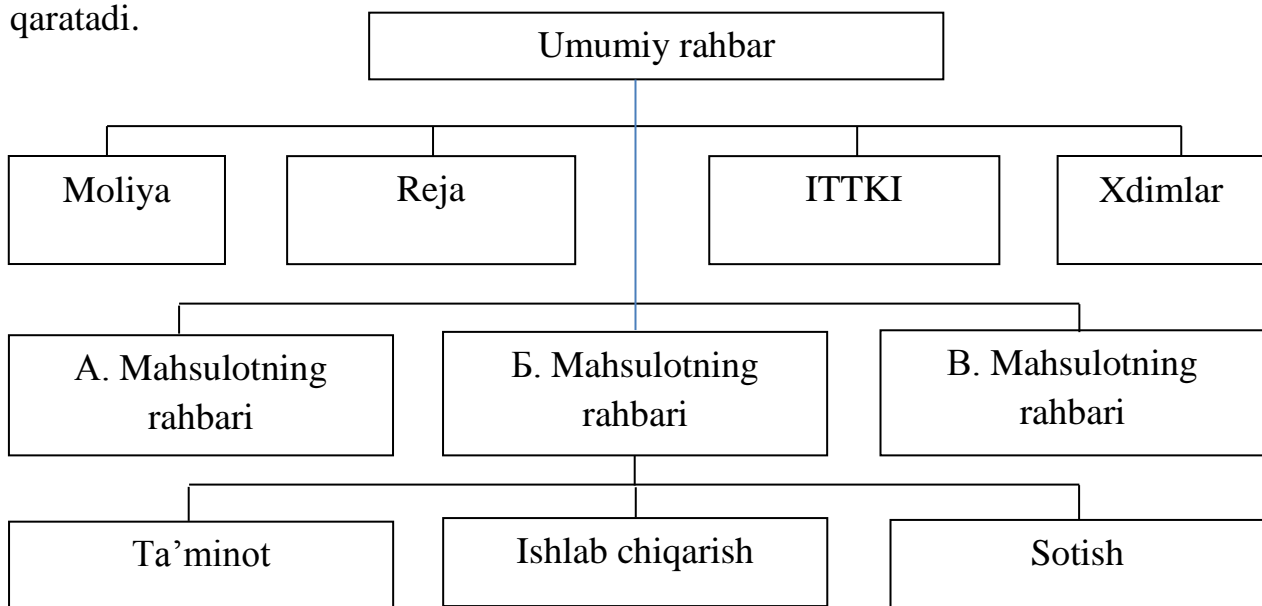 qaratadi.
Umumiy rahbar
Moliya
Reja
ITTKI
Xdimlar
А. Mahsulotning
rahbari
Б. Mahsulotning
rahbari
В. Mahsulotning
rahbari
Ta’minot
Ishlab chiqarish
Sotish